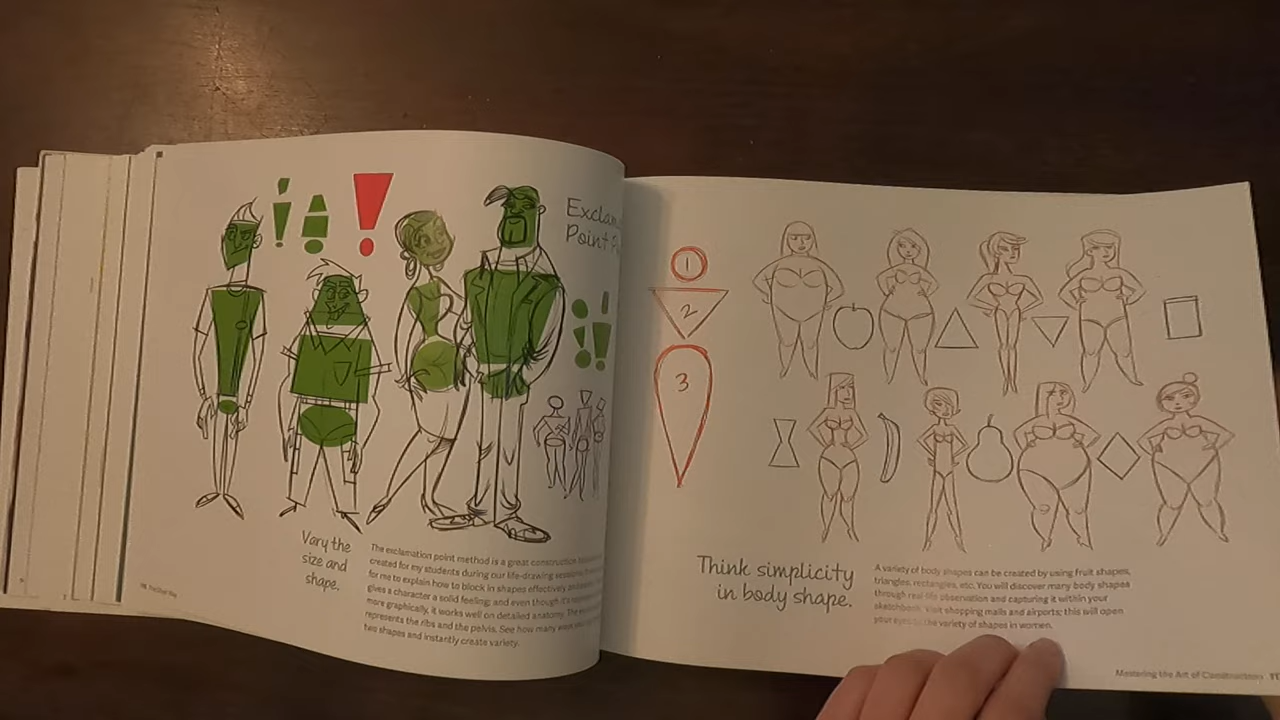 Exclam
Point P
Vary the
size and
shape.
The exclamation point method is a great construction
created for my students during our life-drawing
for me to explain how to block in shapes effectively
gives a character a solid feeling; and even though
more graphically, it works well on detailed anatomy. The
represents the ribs and the pelvis. See how many
two shapes and instantly create variety.
1
2
3
Think simplicity
in body shape.
A variety of body shapes can be created by using fruit shapes,
triangles, rectangles, etc. You will discover many body shapes
through real-life observation and capturing it within your
sketchbook. Visit shopping malls and airports; this will open
your eyes to the variety of shapes in women.
Mastering the Art of Construction